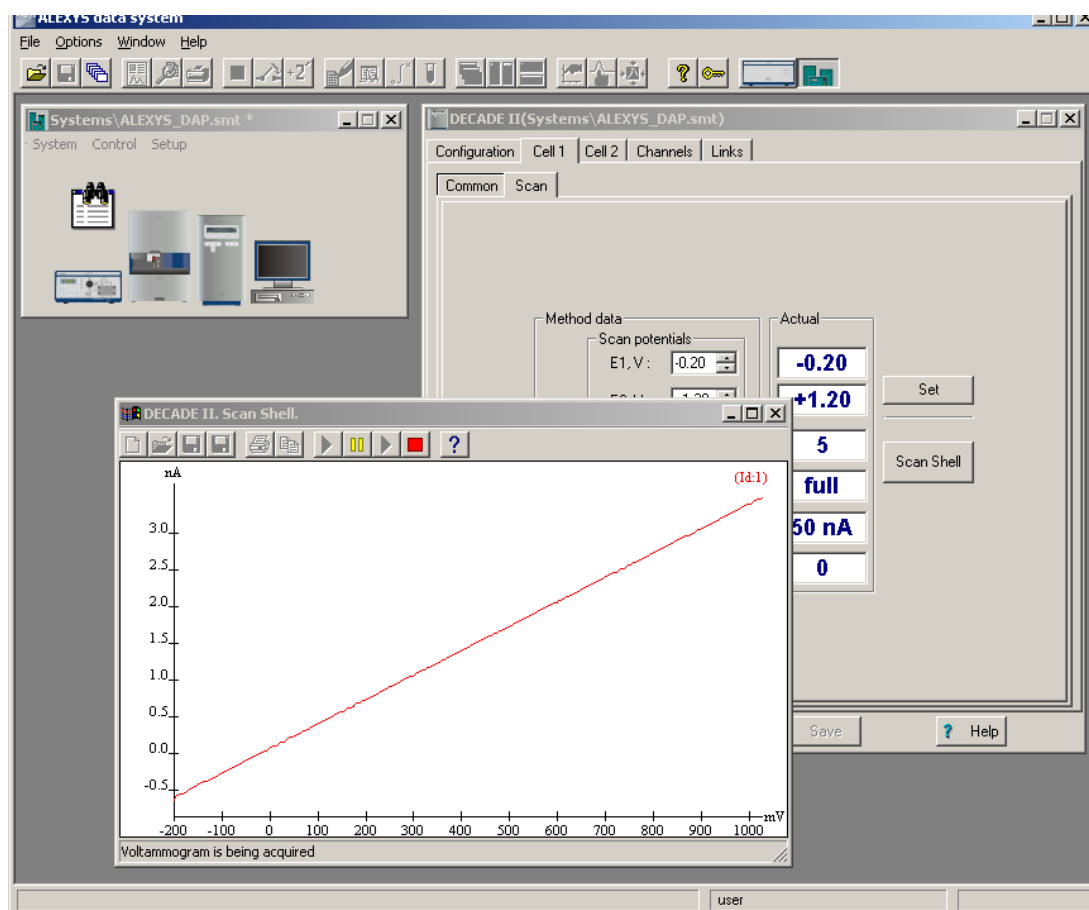 ALEXYS data system
File Options Window Help
+2
Systems\ALEXYS_DAP.smt *
System Control Setup
DECADE II(Systems\ALEXYS_DAP.smt)
Configuration Cell 1 Cell 2 Channels Links
Common Scan
Method data
Scan potentials
E1, V : -0.20
Actual
-0.20
+1.20
5
full
50 nA
0
Set
Scan Shell
Save
? Help
DECADE II. Scan Shell.
?
nA
(Id:1)
3.0
2.5
2.0
1.5
1.0
0.5
0.0
-0.5
-200 -100 0 100 200 300 400 500 600 700 800 900 1000 mV
Voltammogram is being acquired
user